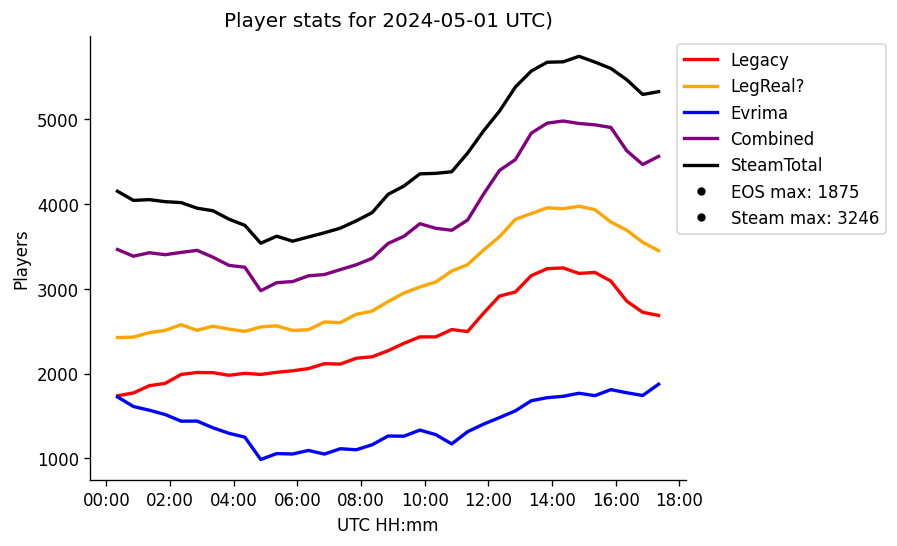 Player stats for 2024-05-01 UTC)
Legacy
LegReal?
Evrima
Combined
SteamTotal
EOS max: 1875
Steam max: 3246
Players
5000
4000
3000
2000
1000
00:00 02:00 04:00 06:00 08:00 10:00 12:00 14:00 16:00 18:00
UTC HH:mm